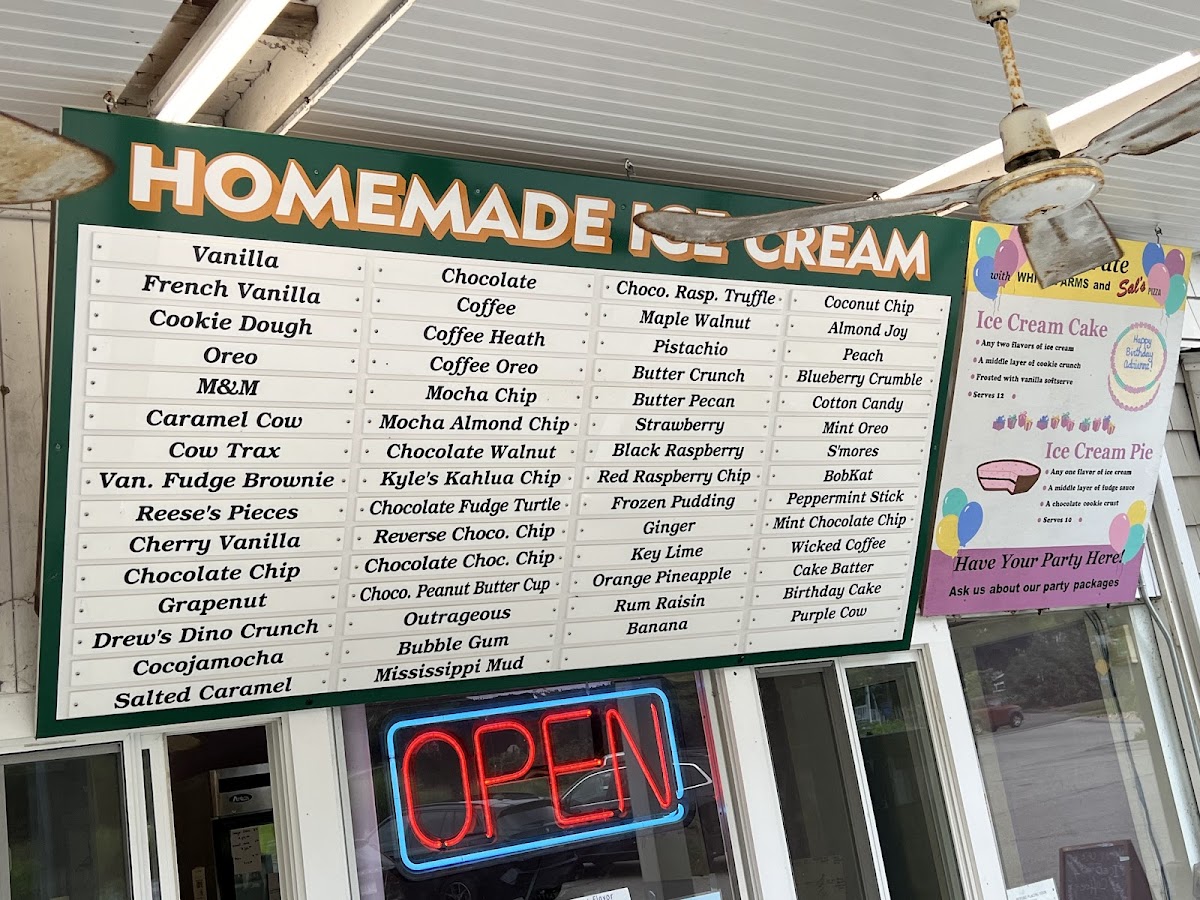 HOMEMADE ICE CREAM
Vanilla
French Vanilla
Cookie Dough
Oreo
M&M
Caramel Cow
Cow Trax
Van. Fudge Brownie
Reese's Pieces
Cherry Vanilla
Chocolate Chip
Grapenut
Drew's Dino Crunch
Cocojamocha
Salted Caramel
Chocolate
Coffee
Coffee Heath
Coffee Oreo
Mocha Chip
Mocha Almond Chip
Chocolate Walnut
Kyle's Kahlua Chip
Chocolate Fudge Turtle
Reverse Choco. Chip
Chocolate Choc. Chip
Choco. Peanut Butter Cup
Outrageous
Bubble Gum
Mississippi Mud
Choco. Rasp. Truffle
Maple Walnut
Pistachio
Butter Crunch
Butter Pecan
Strawberry
Black Raspberry
Red Raspberry Chip
Frozen Pudding
Ginger
Key Lime
Orange Pineapple
Rum Raisin
Banana
Coconut Chip
Almond Joy
Peach
Blueberry Crumble
Cotton Candy
Mint Oreo
S'mores
BobKat
Peppermint Stick
Mint Chocolate Chip
Wicked Coffee
Cake Batter
Birthday Cake
Purple Cow
with and Sal's PIZZA
Ice Cream Cake
Any two flavors of ice cream
A middle layer of cookie crunch
Frosted with vanilla softserve
Serves 12
Happy
Birthday
Ice Cream Pie
Any one flavor of ice cream
A middle layer of fudge sauce
A chocolate cookie crust
Serves 10
Have Your Party Here!
Ask us about our party packages
OPEN
Flavor